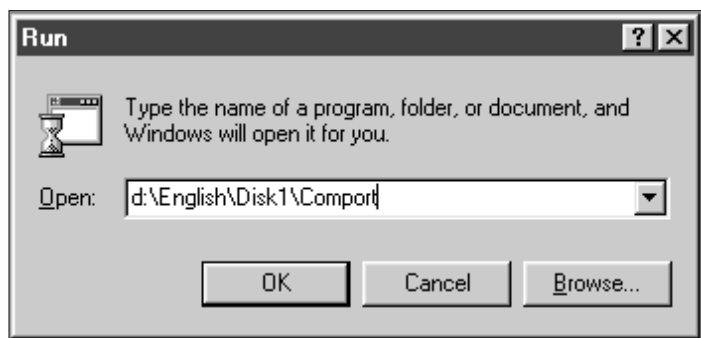 Run
Type the name of a program, folder, or document, and
Windows will open it for you.
Open: d:\English\Disk1\Comport
OK Cancel Browse...